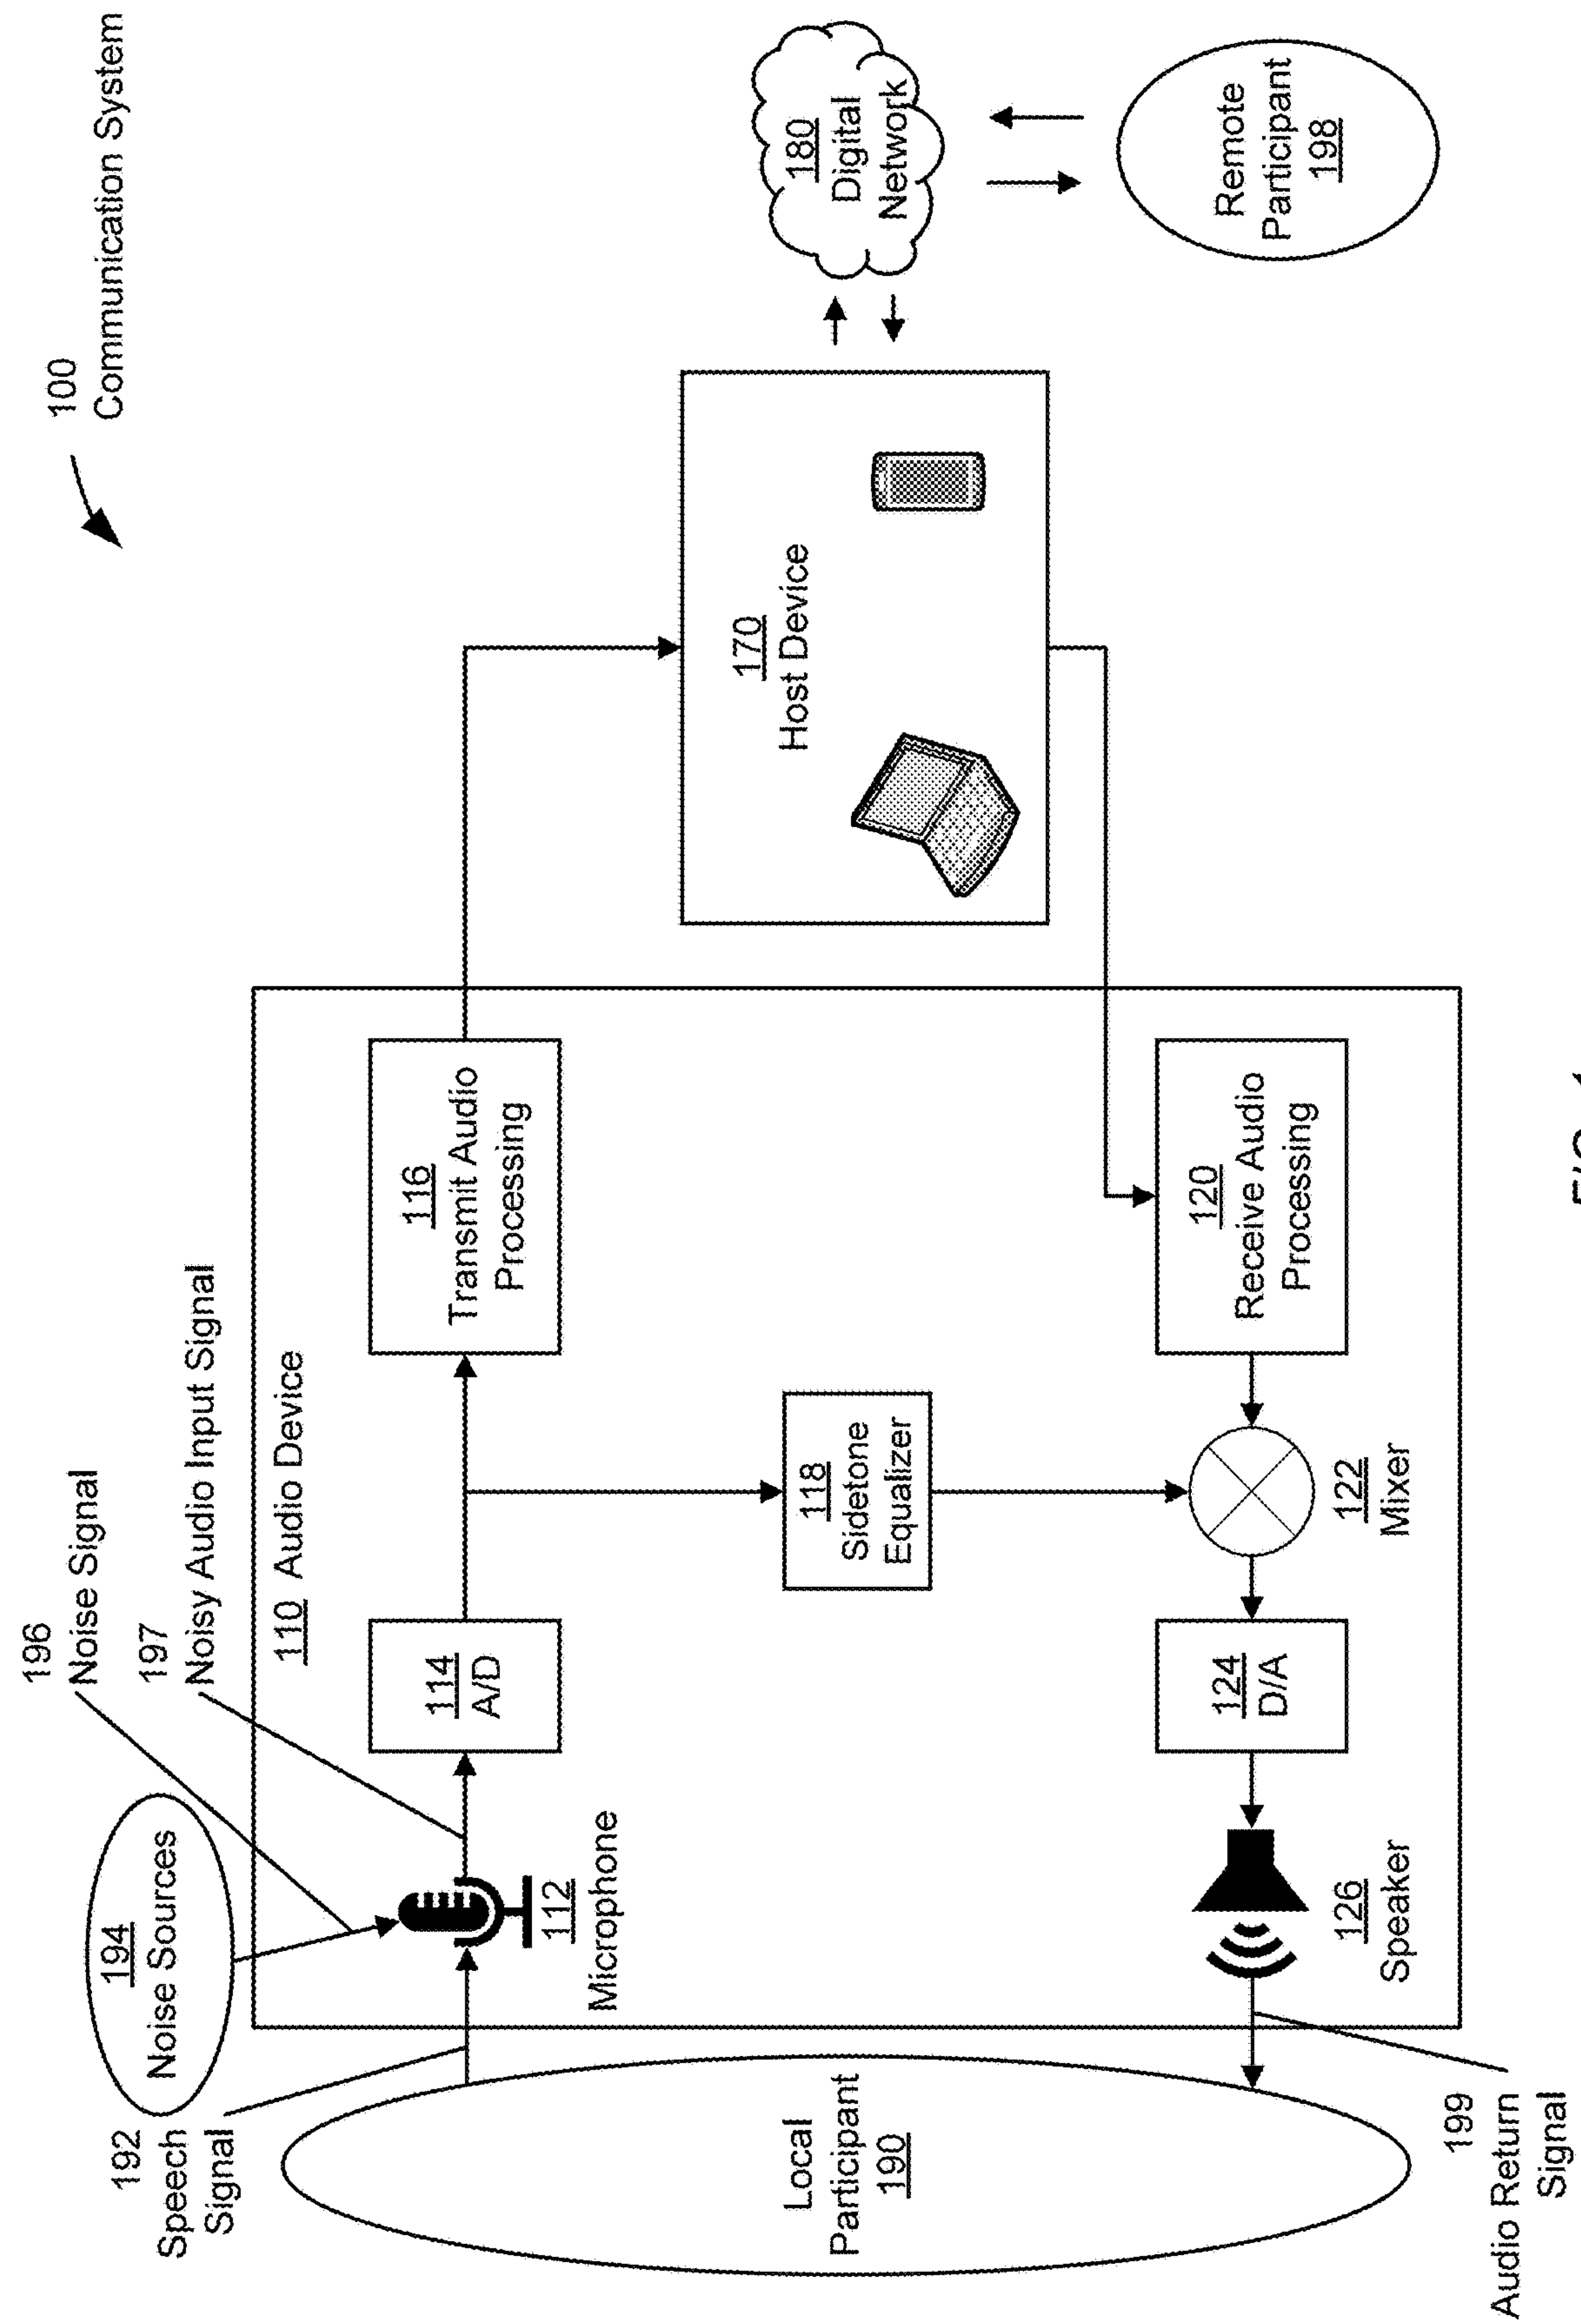 100
Communication System
196
Noise Signal
197
Noisy Audio Input Signal
194
Noise Sources
192
Speech
Signal
110 Audio Device
112
Microphone
114
A/D
116
Transmit Audio
Processing
118
Sidetone
Equalizer
170
Host Device
180
Digital
Network
Remote
Participant
198
Local
Participant
190
126
Speaker
124
D/A
122
Mixer
120
Receive Audio
Processing
199
Audio Return
Signal